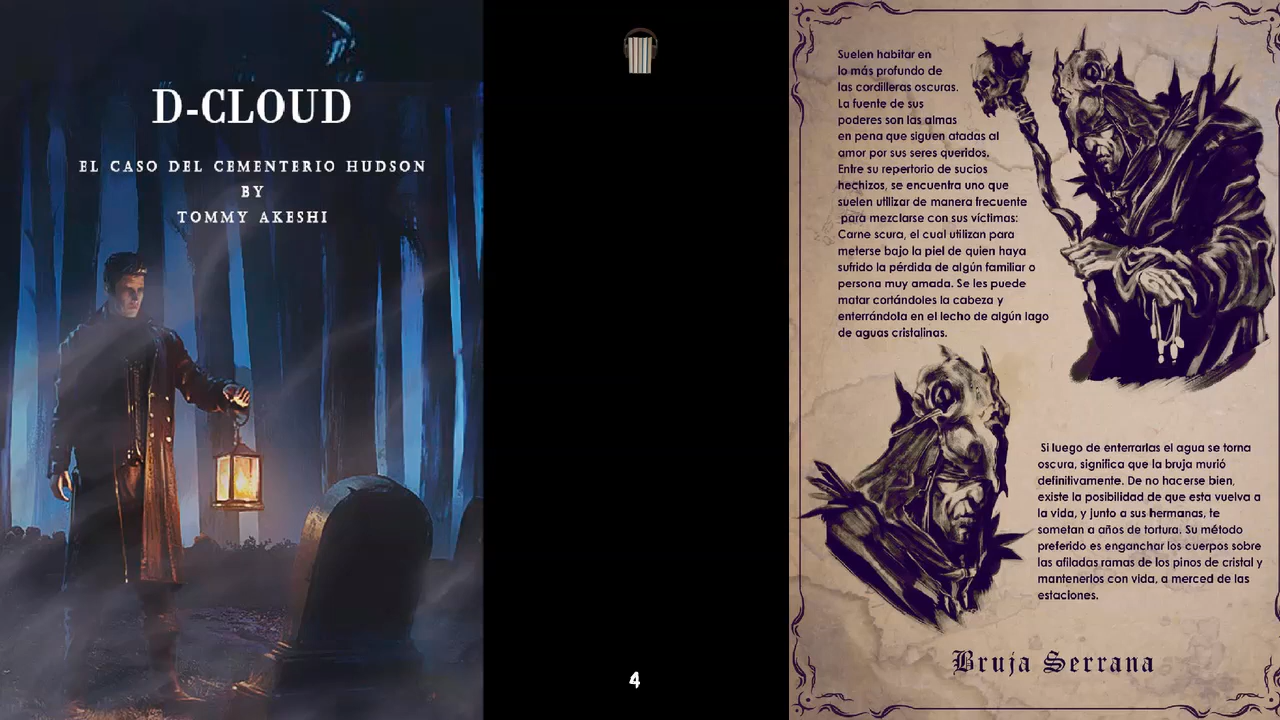 D-CLOUD
EL CASO DEL CEMENTERIO HUDSON
BY
TOMMY AKESHI
4
Suelen habitar en
lo más profundo de
las cordilleras oscuras.
La fuente de sus
poderes son las almas
en pena que siguen atadas al
amor por sus seres queridos.
Entre su repertorio de sucios
hechizos, se encuentra uno que
suelen utilizar de manera frecuente
para mezclarse con sus víctimas:
Carne scura, el cual utilizan para
meterse bajo la piel de quien haya
sufrido la pérdida de algún familiar o
persona muy amada. Se les puede
matar cortándoles la cabeza y
enterrándola en el lecho de algún lago
de aguas cristalinas.
Si luego de enterrarlas el agua se torna
oscura, significa que la bruja murió
definitivamente. De no hacerse bien,
existe la posibilidad de que esta vuelva a
la vida, y junto a sus hermanas, te
sometan a años de tortura. Su método
preferido es enganchar los cuerpos sobre
las afiladas ramas de los pinos de cristal y
mantenerlos con vida, a merced de las
estaciones.
Bruja Serrana